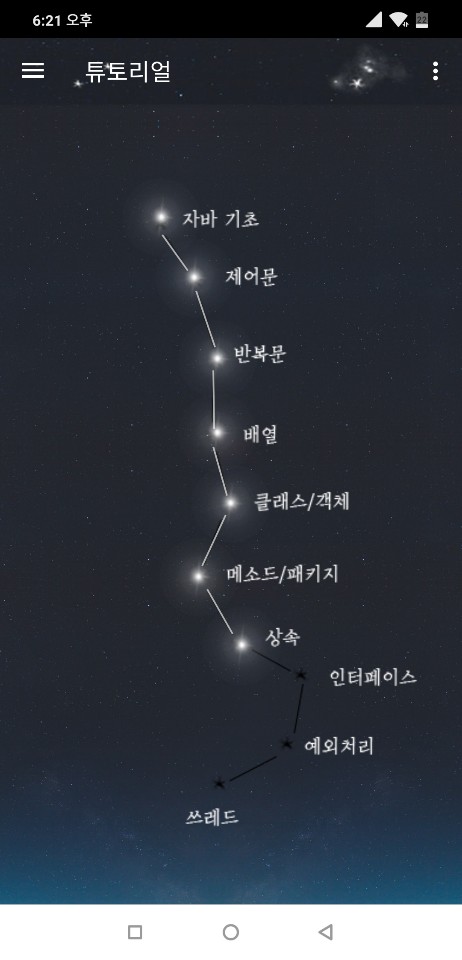 6:21 오후
22
튜토리얼
자바 기초
제어문
반복문
배열
클래스/객체
메소드/패키지
상속
인터페이스
예외처리
쓰레드